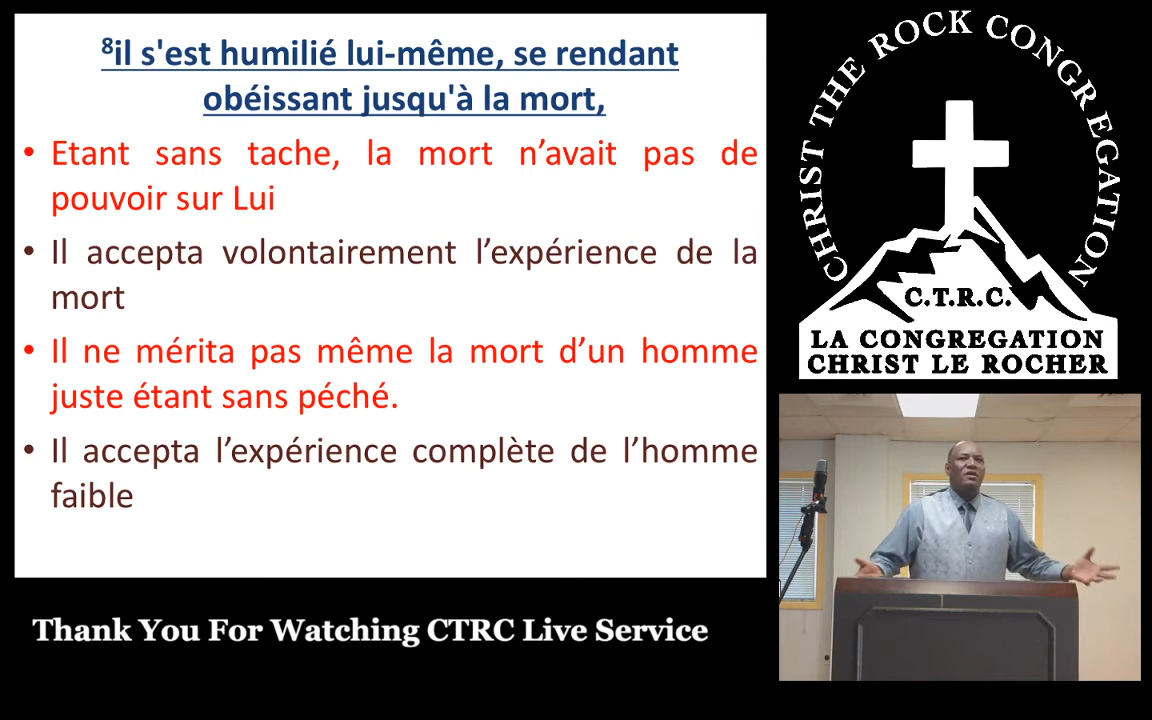 ⁸il s'est humilié lui-même, se rendant
obéissant jusqu'à la mort,
• Etant sans tache, la mort n’avait pas de
pouvoir sur Lui
• Il accepta volontairement l’expérience de la
mort
• Il ne mérita pas même la mort d’un homme
juste étant sans péché.
• Il accepta l’expérience complète de l’homme
faible
CHRIST THE ROCK CONGREGATION
C.T.R.C.
LA CONGREGATION
CHRIST LE ROCHER
Thank You For Watching CTRC Live Service